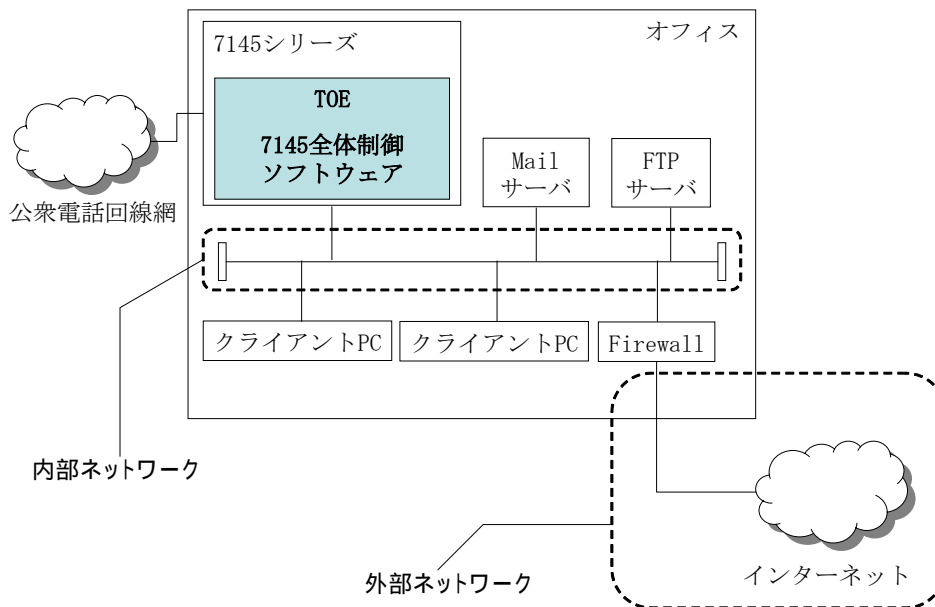 7145シリーズ
オフィス
TOE
7145全体制御
ソフトウェア
Mail
サーバ
FTP
サーバ
公衆電話回線網
クライアントPC
クライアントPC
Firewall
内部ネットワーク
外部ネットワーク
インターネット